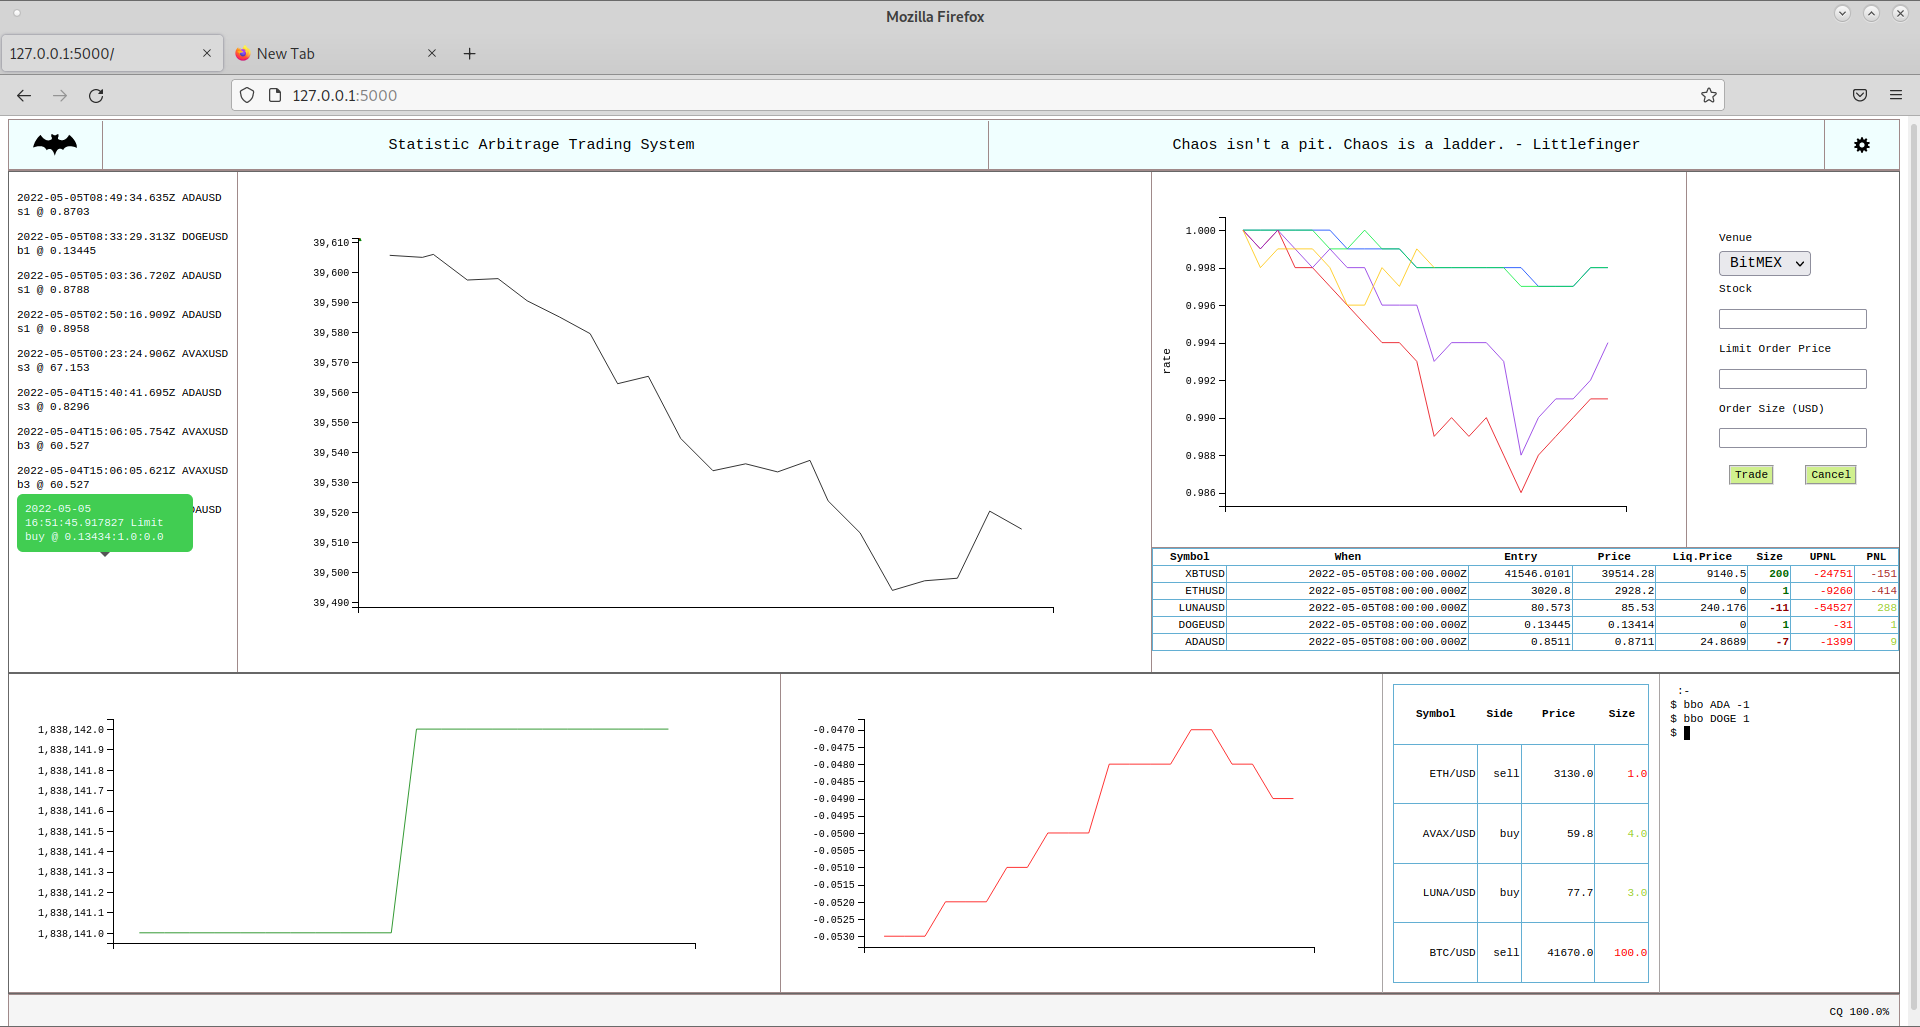 Mozilla Firefox
127.0.0.1:5000/
New Tab
127.0.0.1:5000
Statistic Arbitrage Trading System
Chaos isn't a pit. Chaos is a ladder. - Littlefinger
2022-05-05T08:49:34.635Z ADAUSD
s1 @ 0.8703
2022-05-05T08:33:29.313Z DOGEUSD
b1 @ 0.13445
2022-05-05T05:03:36.720Z ADAUSD
s1 @ 0.8788
2022-05-05T02:50:16.909Z ADAUSD
s1 @ 0.8958
2022-05-05T00:23:24.906Z AVAXUSD
s3 @ 67.153
2022-05-04T15:40:41.695Z ADAUSD
s3 @ 0.8296
2022-05-04T15:06:05.754Z AVAXUSD
b3 @ 60.527
2022-05-04T15:06:05.621Z AVAXUSD
b3 @ 60.527
2022-05-05
16:51:45.917827 Limit
buy @ 0.13434:1.0:0.0
39,610
39,600
39,590
39,580
39,570
39,560
39,550
39,540
39,530
39,520
39,510
39,500
39,490
rate
1.000
0.998
0.996
0.994
0.992
0.990
0.988
0.986
Venue
BitMEX
Stock
Limit Order Price
Order Size (USD)
Trade Cancel
Symbol When Entry Price Liq.Price Size UPNL PNL
XBTUSD 2022-05-05T08:00:00.000Z 41546.0101 39514.28 9140.5 200 -24751 -151
ETHUSD 2022-05-05T08:00:00.000Z 3020.8 2928.2 0 1 -9260 -414
LUNAUSD 2022-05-05T08:00:00.000Z 80.573 85.53 240.176 -11 -54527 288
DOGEUSD 2022-05-05T08:00:00.000Z 0.13445 0.13414 0 1 -31 1
ADAUSD 2022-05-05T08:00:00.000Z 0.8511 0.8711 24.8689 -7 -1399 9
1,838,142.0
1,838,141.9
1,838,141.8
1,838,141.7
1,838,141.6
1,838,141.5
1,838,141.4
1,838,141.3
1,838,141.2
1,838,141.1
1,838,141.0
-0.0470
-0.0475
-0.0480
-0.0485
-0.0490
-0.0495
-0.0500
-0.0505
-0.0510
-0.0515
-0.0520
-0.0525
-0.0530
Symbol Side Price Size
ETH/USD sell 3130.0 1.0
AVAX/USD buy 59.8 4.0
LUNA/USD buy 77.7 3.0
BTC/USD sell 41670.0 100.0
:-
$ bbo ADA -1
$ bbo DOGE 1
$
CQ 100.0%